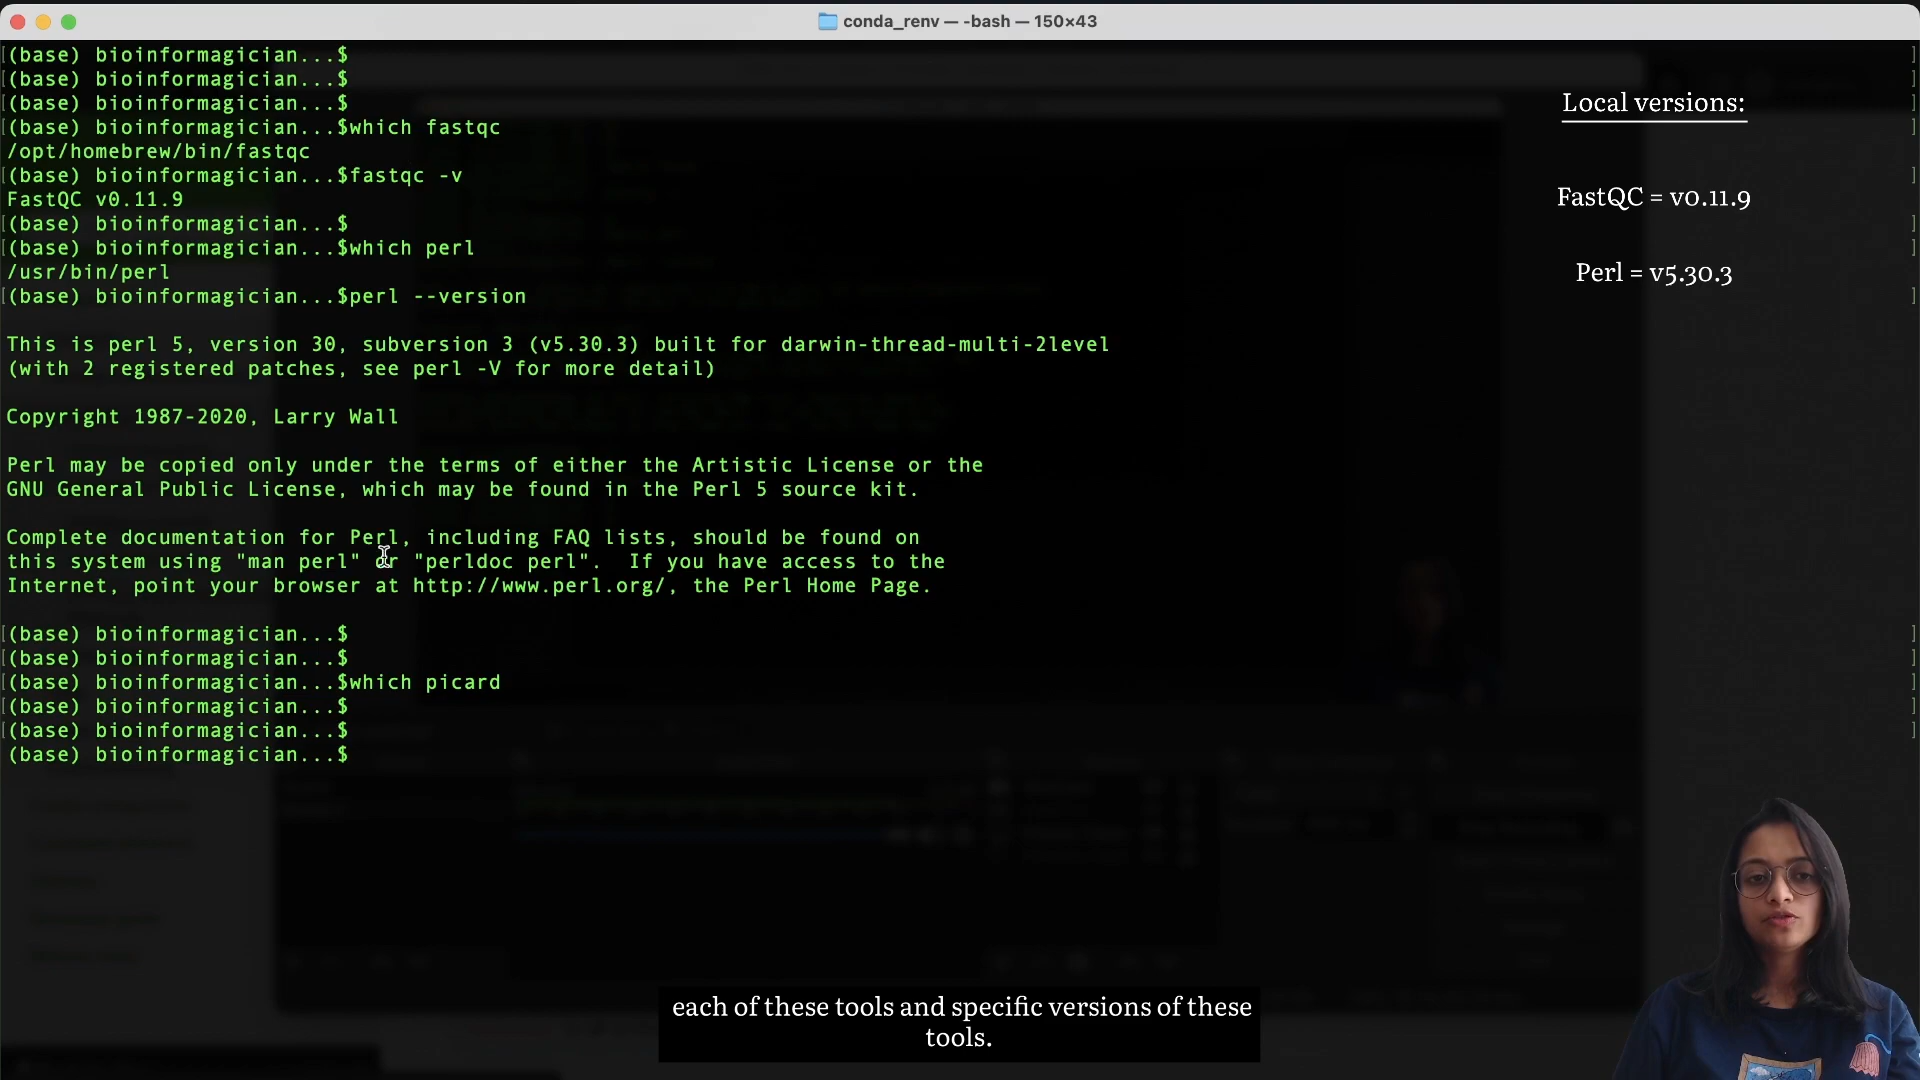 conda_renv — -bash — 150×43
(base) bioinformagician...$
(base) bioinformagician...$
(base) bioinformagician...$
(base) bioinformagician...$which fastqc
/opt/homebrew/bin/fastqc
(base) bioinformagician...$fastqc -v
FastQC v0.11.9
(base) bioinformagician...$
(base) bioinformagician...$which perl
/usr/bin/perl
(base) bioinformagician...$perl --version
This is perl 5, version 30, subversion 3 (v5.30.3) built for darwin-thread-multi-2level
(with 2 registered patches, see perl -V for more detail)
Copyright 1987-2020, Larry Wall
Perl may be copied only under the terms of either the Artistic License or the
GNU General Public License, which may be found in the Perl 5 source kit.
Complete documentation for Perl, including FAQ lists, should be found on
this system using "man perl" or "perldoc perl".  If you have access to the
Internet, point your browser at http://www.perl.org/, the Perl Home Page.
(base) bioinformagician...$
(base) bioinformagician...$
(base) bioinformagician...$which picard
(base) bioinformagician...$
(base) bioinformagician...$
(base) bioinformagician...$
Local versions:
FastQC = v0.11.9
Perl = v5.30.3
each of these tools and specific versions of these
tools.